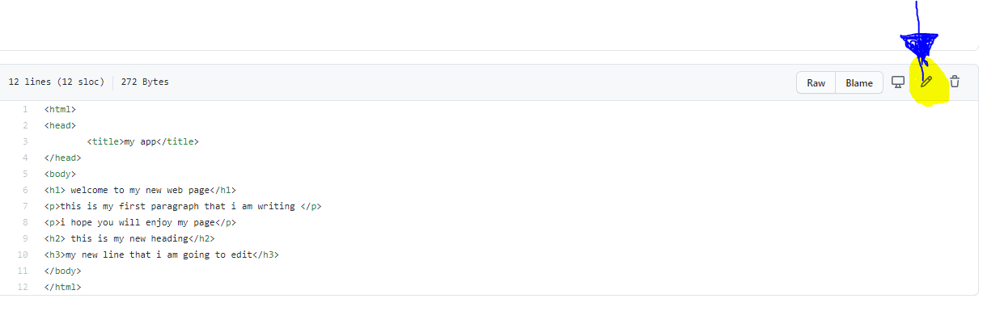 12 lines (12 sloc) 272 Bytes Raw Blame
1 <html>
2 <head>
3 <title>my app</title>
4 </head>
5 <body>
6 <h1> welcome to my new web page</h1>
7 <p>this is my first paragraph that i am writing </p>
8 <p>i hope you will enjoy my page</p>
9 <h2> this is my new heading</h2>
10 <h3>my new line that i am going to edit</h3>
11 </body>
12 </html>